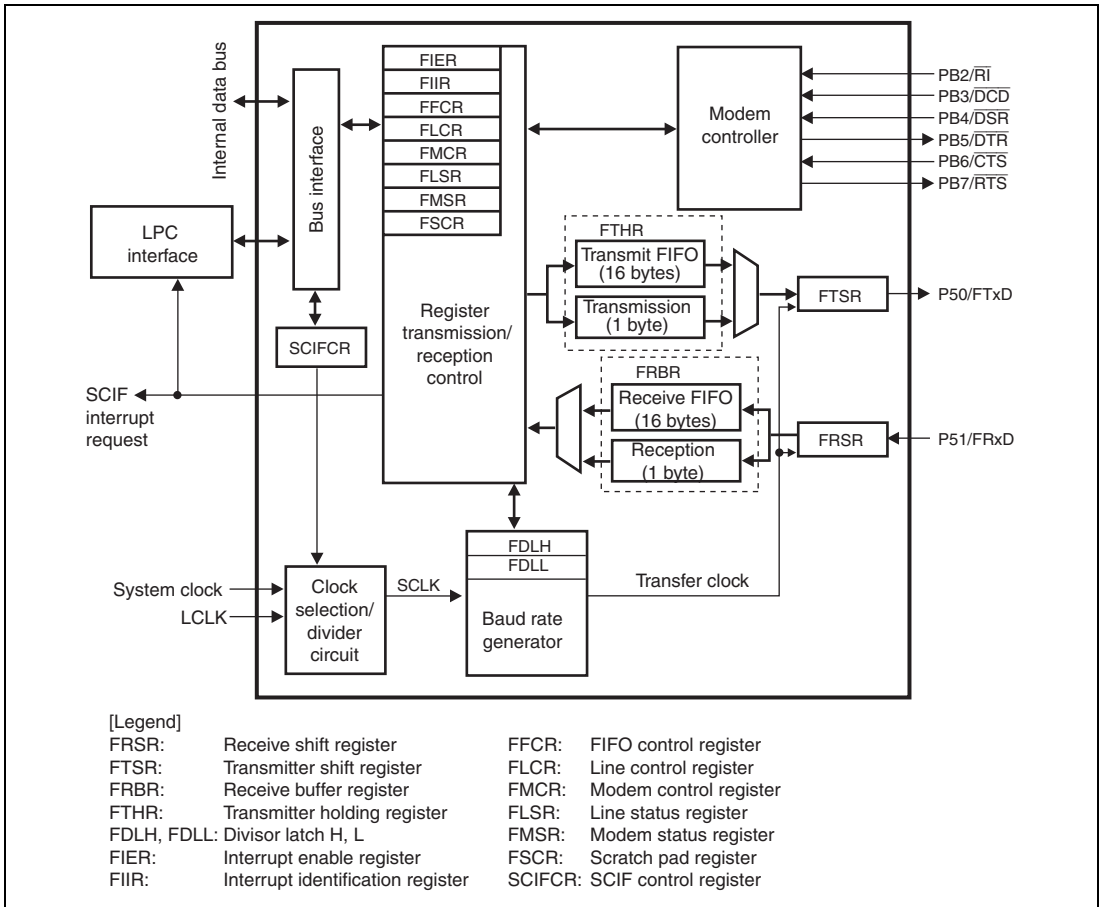 Internal data bus
Bus interface
FIER
FIIR
FFCR
FLCR
FMCR
FLSR
FMSR
FSCR
Register
transmission/
reception
control
Modem
controller
PB2/R̅I̅
PB3/D̅C̅D̅
PB4/D̅S̅R̅
PB5/D̅T̅R̅
PB6/C̅T̅S̅
PB7/R̅T̅S̅
LPC
interface
SCIFCR
SCIF
interrupt
request
FTHR
Transmit FIFO
(16 bytes)
Transmission
(1 byte)
FTSR
P50/FTxD
FRBR
Receive FIFO
(16 bytes)
Reception
(1 byte)
FRSR
P51/FRxD
System clock
LCLK
Clock
selection/
divider
circuit
SCLK
FDLH
FDLL
Baud rate
generator
Transfer clock
[Legend]
FRSR: Receive shift register
FTSR: Transmitter shift register
FRBR: Receive buffer register
FTHR: Transmitter holding register
FDLH, FDLL: Divisor latch H, L
FIER: Interrupt enable register
FIIR: Interrupt identification register
FFCR: FIFO control register
FLCR: Line control register
FMCR: Modem control register
FLSR: Line status register
FMSR: Modem status register
FSCR: Scratch pad register
SCIFCR: SCIF control register